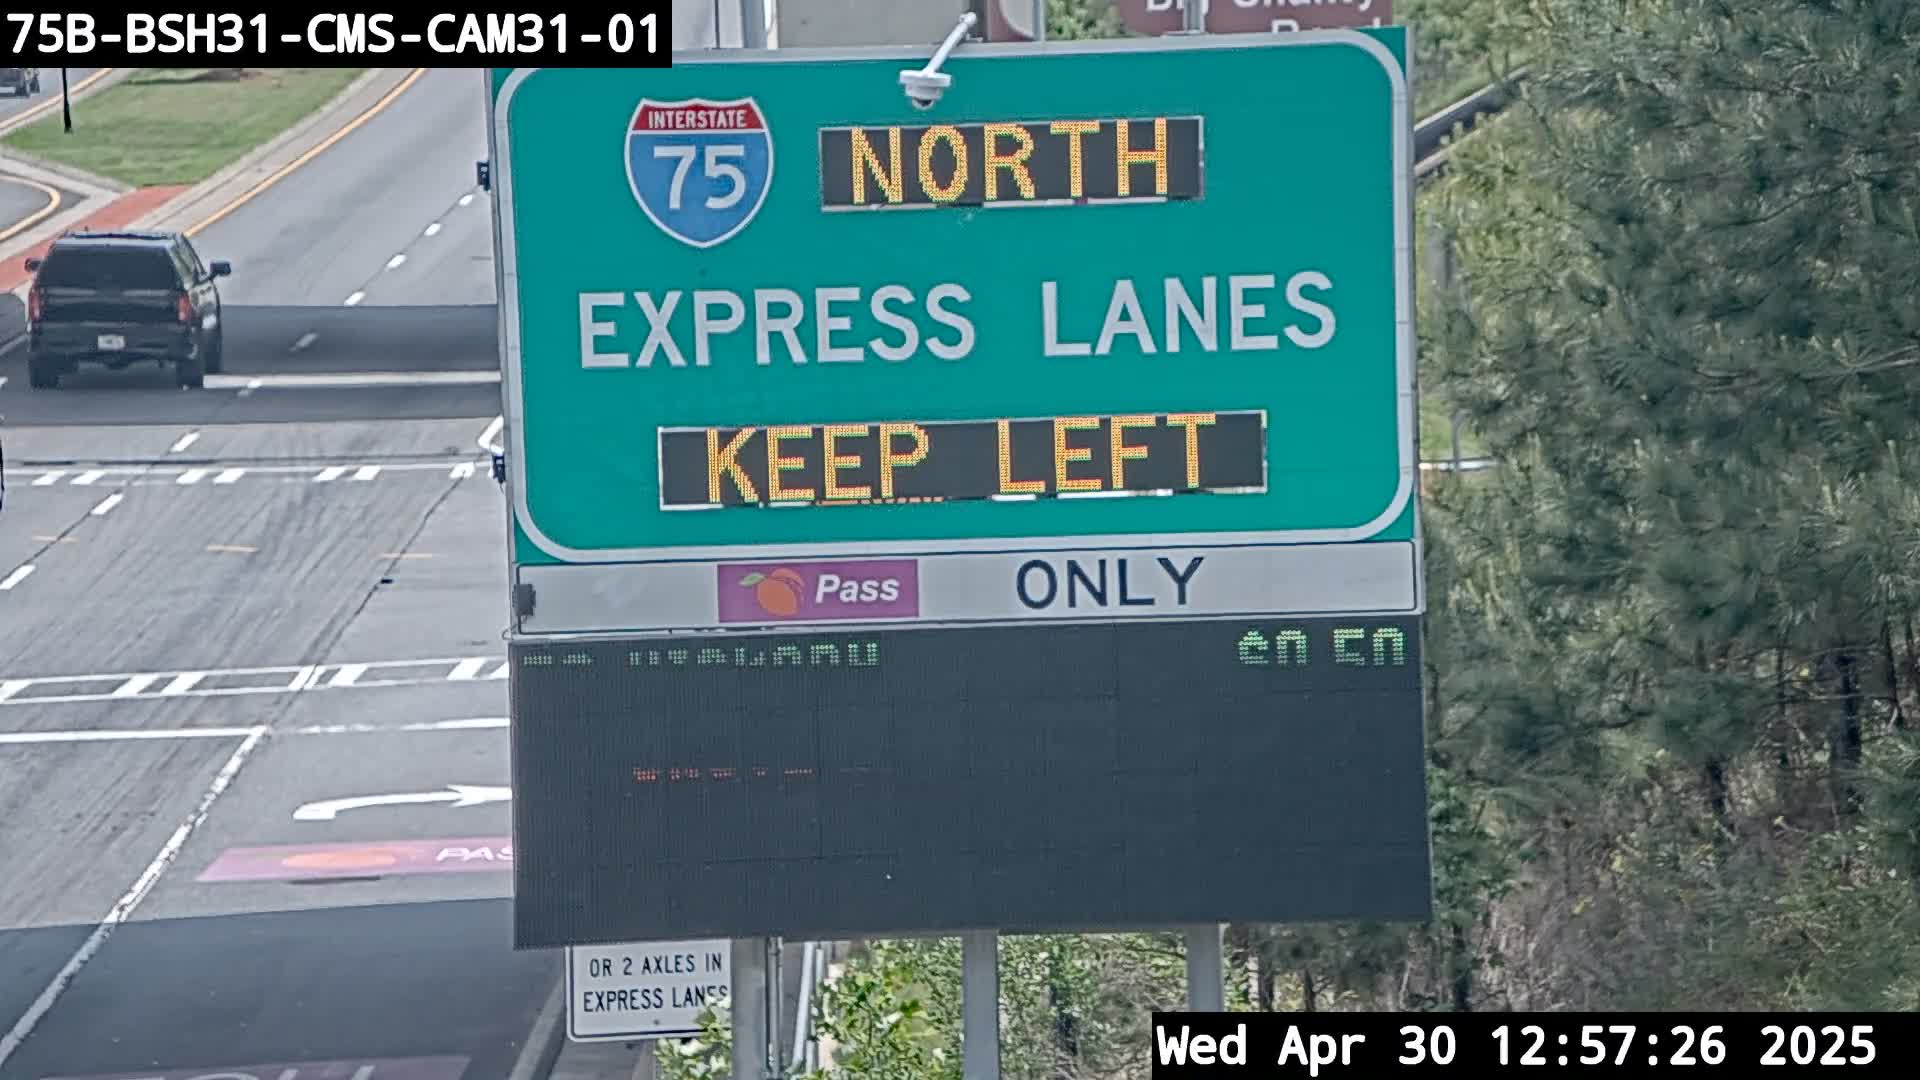 75B-BSH31-CMS-CAM31-01
INTERSTATE
75
NORTH
EXPRESS LANES
KEEP LEFT
Pass ONLY
OR 2 AXLES IN
EXPRESS LANES
Wed Apr 30 12:57:26 2025